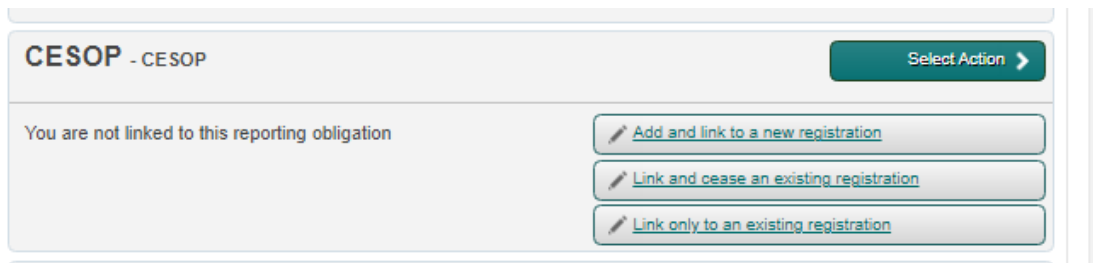 CESOP - CESOP
Select Action
You are not linked to this reporting obligation
Add and link to a new registration
Link and cease an existing registration
Link only to an existing registration